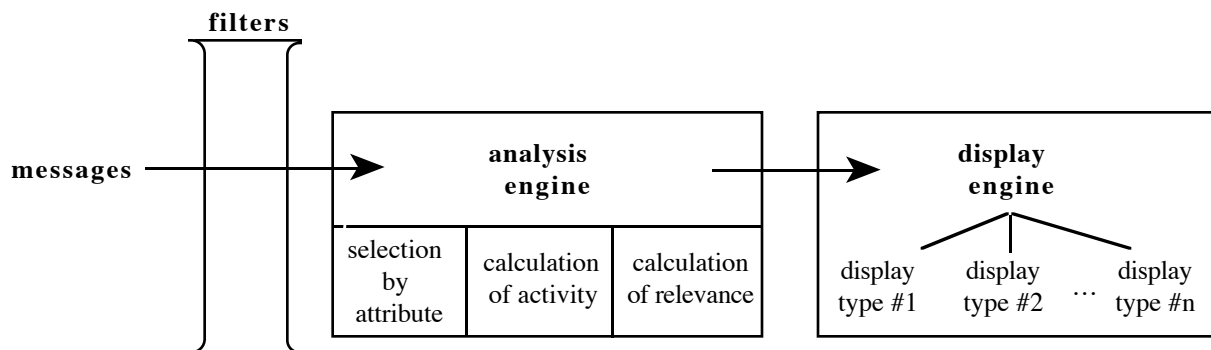 filters
messages
analysis
engine
selection
by
attribute
calculation
of activity
calculation
of relevance
display
engine
display
type #1
display
type #2
...
display
type #n